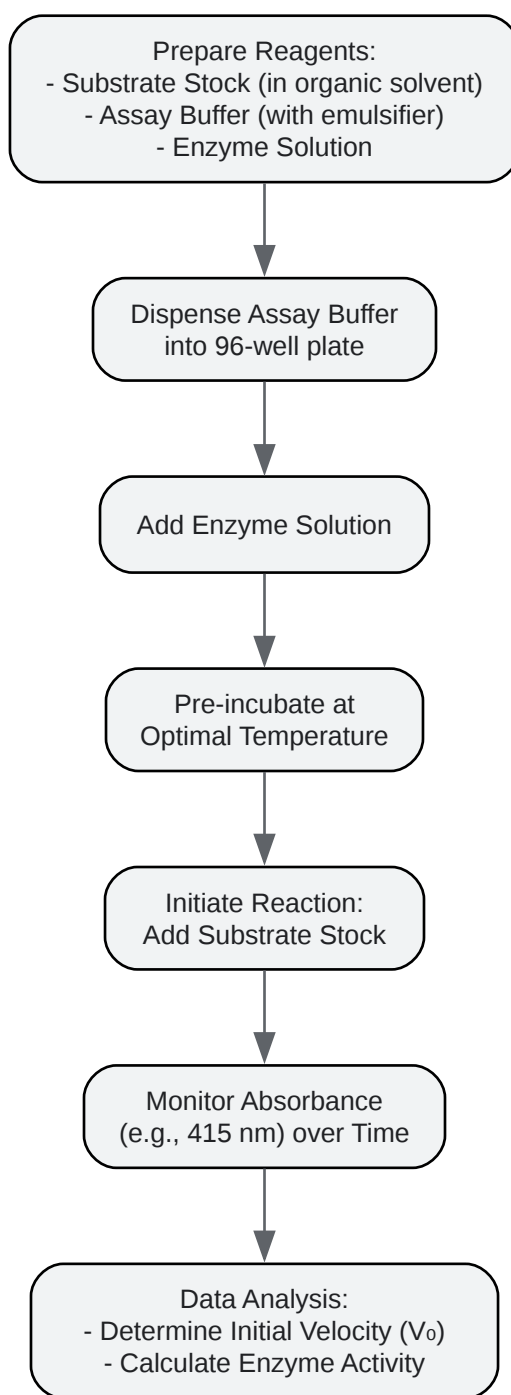 Prepare Reagents:
- Substrate Stock (in organic solvent)
- Assay Buffer (with emulsifier)
- Enzyme Solution
Dispense Assay Buffer
into 96-well plate
Add Enzyme Solution
Pre-incubate at
Optimal Temperature
Initiate Reaction:
Add Substrate Stock
Monitor Absorbance
(e.g., 415 nm) over Time
Data Analysis:
- Determine Initial Velocity (V₀)
- Calculate Enzyme Activity